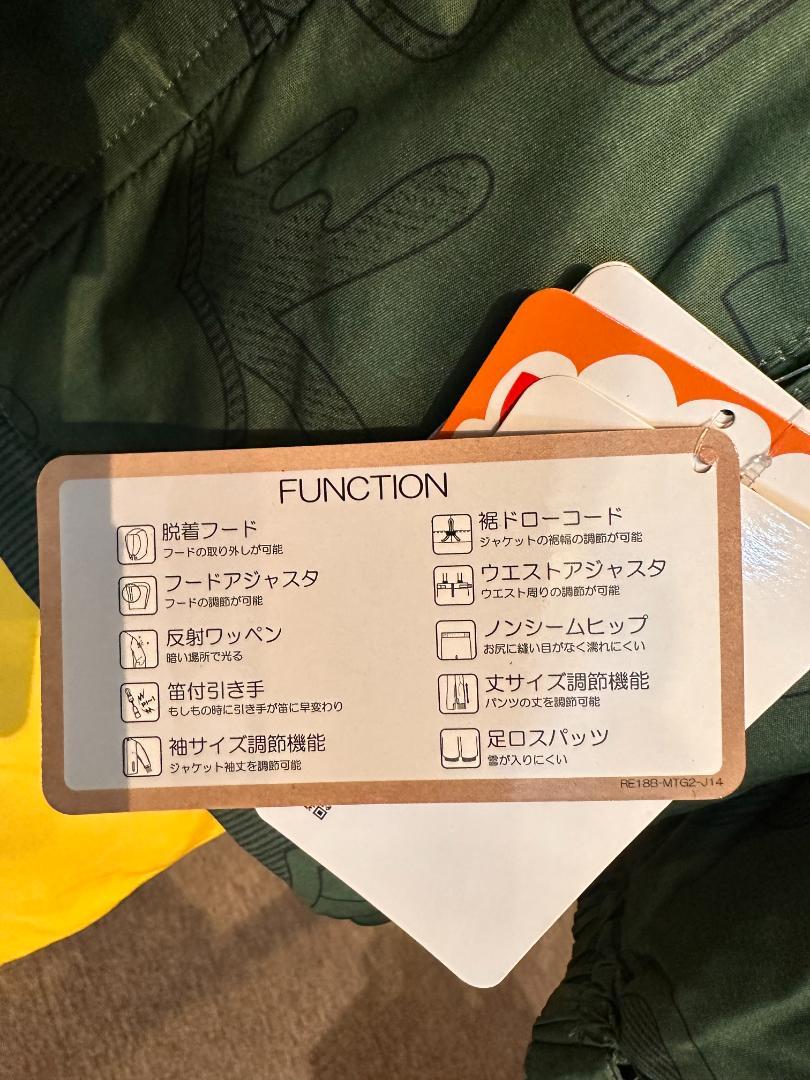 FUNCTION
脱着フード
フードの取り外しが可能
フードアジャスタ
フードの調節が可能
反射ワッペン
暗い場所で光る
笛付引き手
もしもの時に引き手が笛に早変わり
袖サイズ調節機能
ジャケット袖丈を調節可能
裾ドローコード
ジャケットの裾幅の調節が可能
ウエストアジャスタ
ウエスト周りの調節が可能
ノンシームヒップ
お尻に縫い目がなく濡れにくい
丈サイズ調節機能
パンツの丈を調節可能
足口スパッツ
雪が入りにくい
RE18B-MTG2-J14